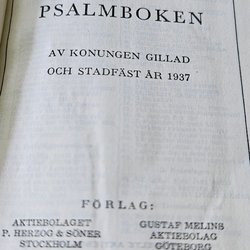 PSALMBOKEN
AV KONUNGEN GILLAD
OCH STADFÄST ÅR 1937
FÖRLAG:
AKTIEBOLAGET
P. HERZOG & SÖNER
STOCKHOLM
GUSTAF MELINS
AKTIEBOLAG
GÖTEBORG